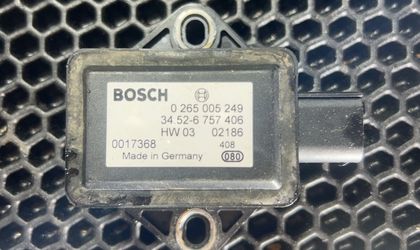 BOSCH
0 265 005 249
34 52-6 757 406
HW 03 02186
0017368 408
Made in Germany 080